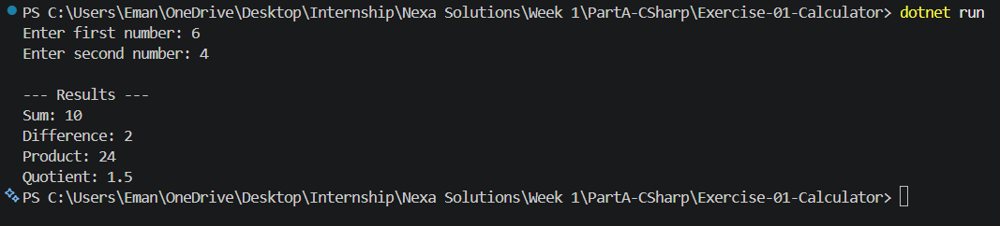 PS C:\Users\Eman\OneDrive\Desktop\Internship\Nexa Solutions\Week 1\PartA-CSharp\Exercise-01-Calculator> dotnet run
Enter first number: 6
Enter second number: 4
--- Results ---
Sum: 10
Difference: 2
Product: 24
Quotient: 1.5
PS C:\Users\Eman\OneDrive\Desktop\Internship\Nexa Solutions\Week 1\PartA-CSharp\Exercise-01-Calculator>